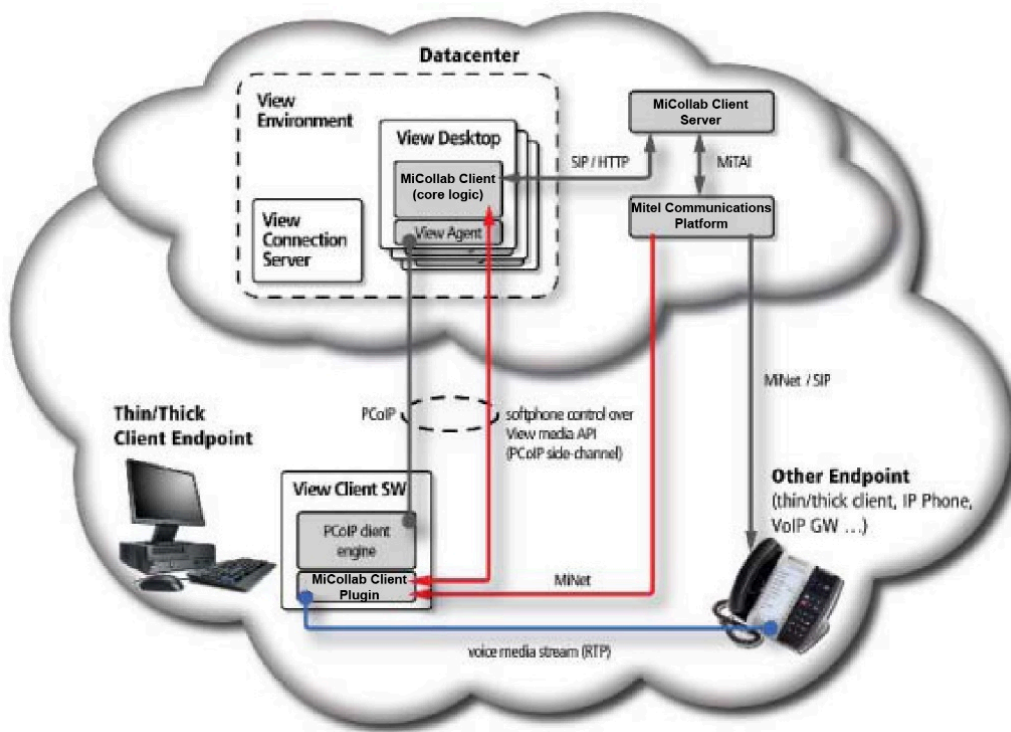 Datacenter
View
Environment
View Desktop
MiCollab Client
(core logic)
View Agent
View
Connection
Server
SIP / HTTP
MiCollab Client
Server
MiTAI
Mitel Communications
Platform
MiNet / SIP
PCoIP
softphone control over
View media API
(PCoIP side-channel)
Thin/Thick
Client Endpoint
View Client SW
PCoIP client
engine
MiCollab Client
Plugin
MiNet
Other Endpoint
(thin/thick client, IP Phone,
VoIP GW ...)
voice media stream (RTP)